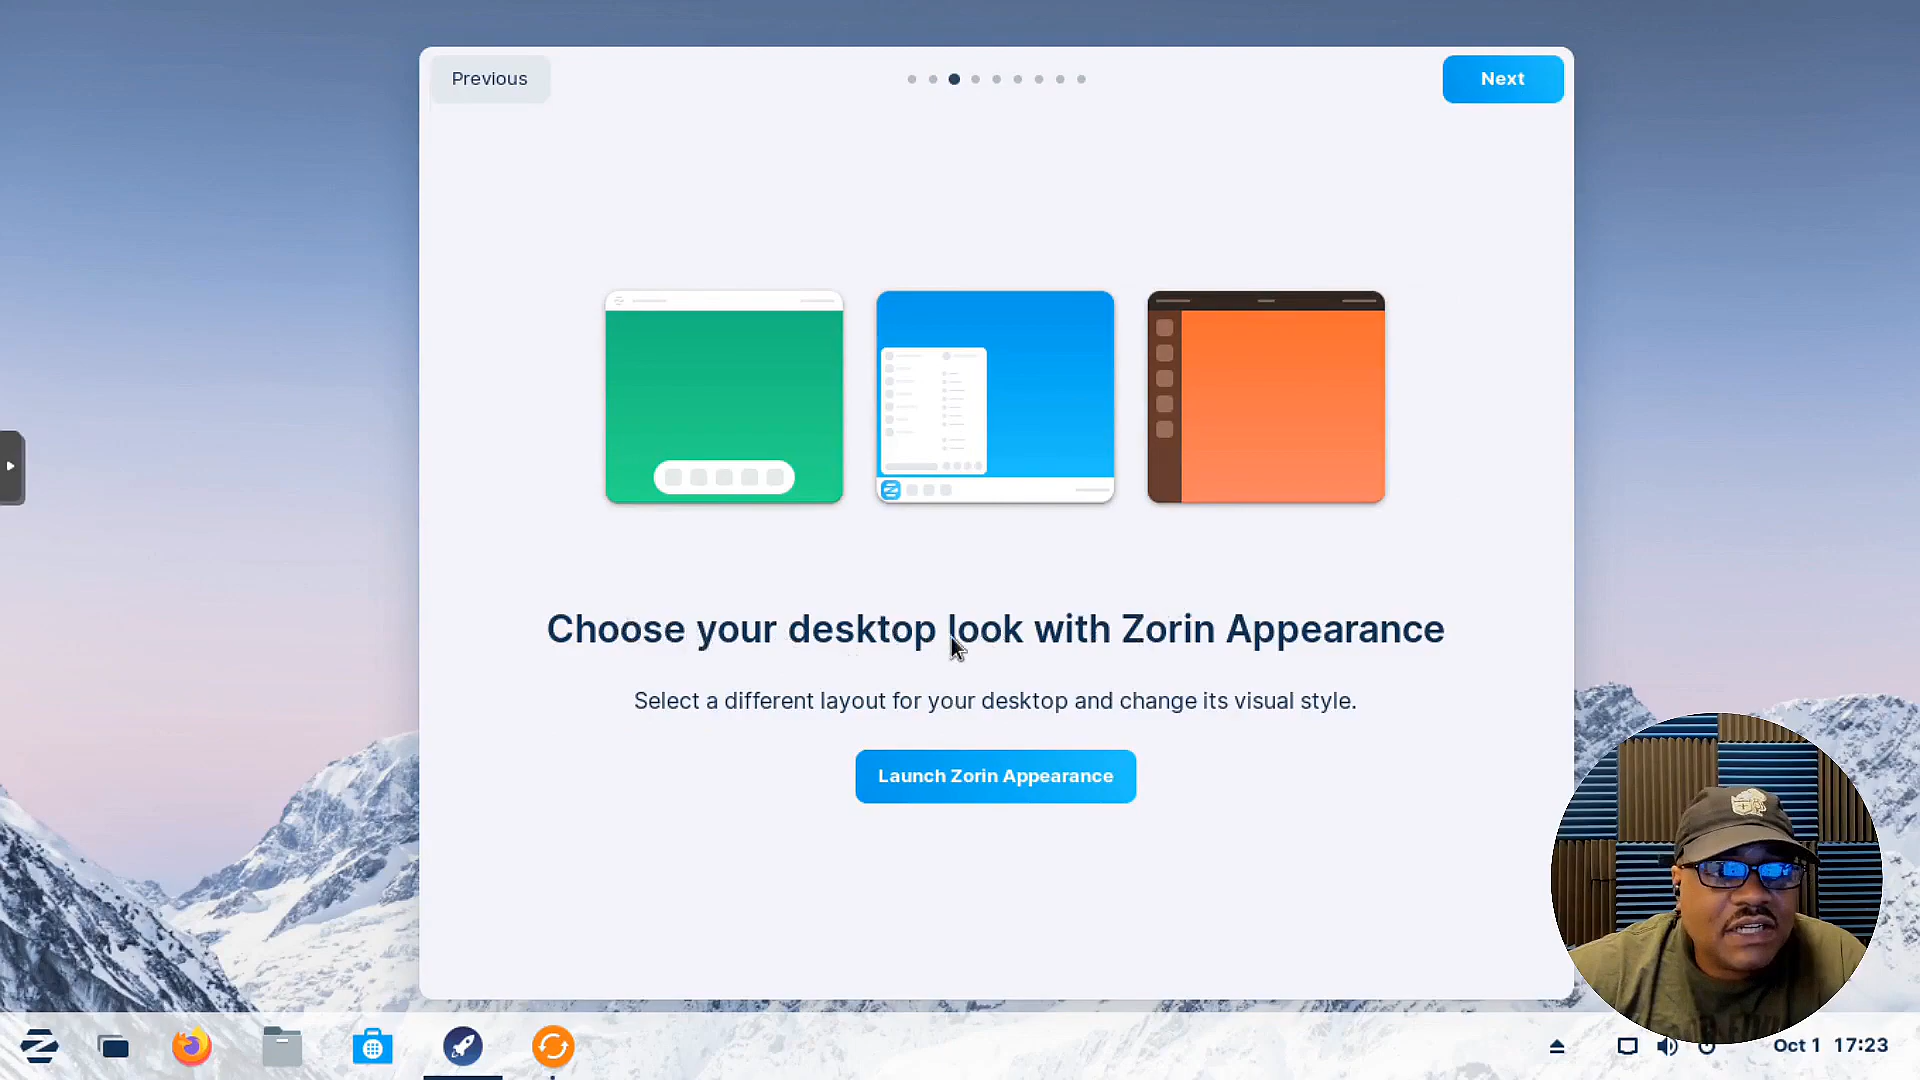 Previous
Next
Choose your desktop look with Zorin Appearance
Select a different layout for your desktop and change its visual style.
Launch Zorin Appearance
Oct 1 17:23